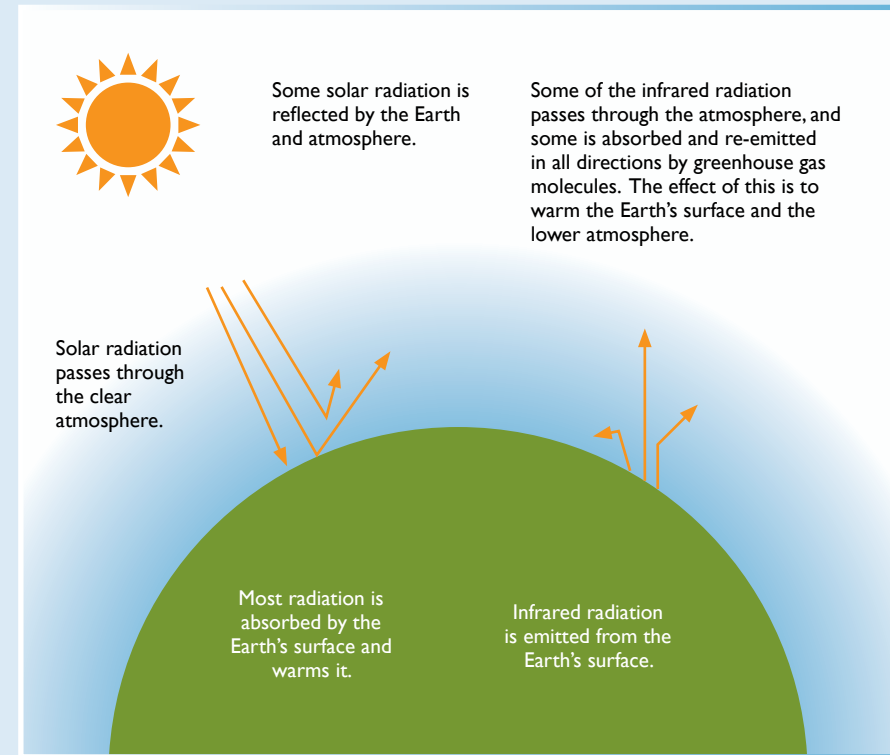 Some solar radiation is
reflected by the Earth
and atmosphere.
Some of the infrared radiation
passes through the atmosphere, and
some is absorbed and re-emitted
in all directions by greenhouse gas
molecules. The effect of this is to
warm the Earth’s surface and the
lower atmosphere.
Solar radiation
passes through
the clear
atmosphere.
Most radiation is
absorbed by the
Earth’s surface and
warms it.
Infrared radiation
is emitted from the
Earth’s surface.